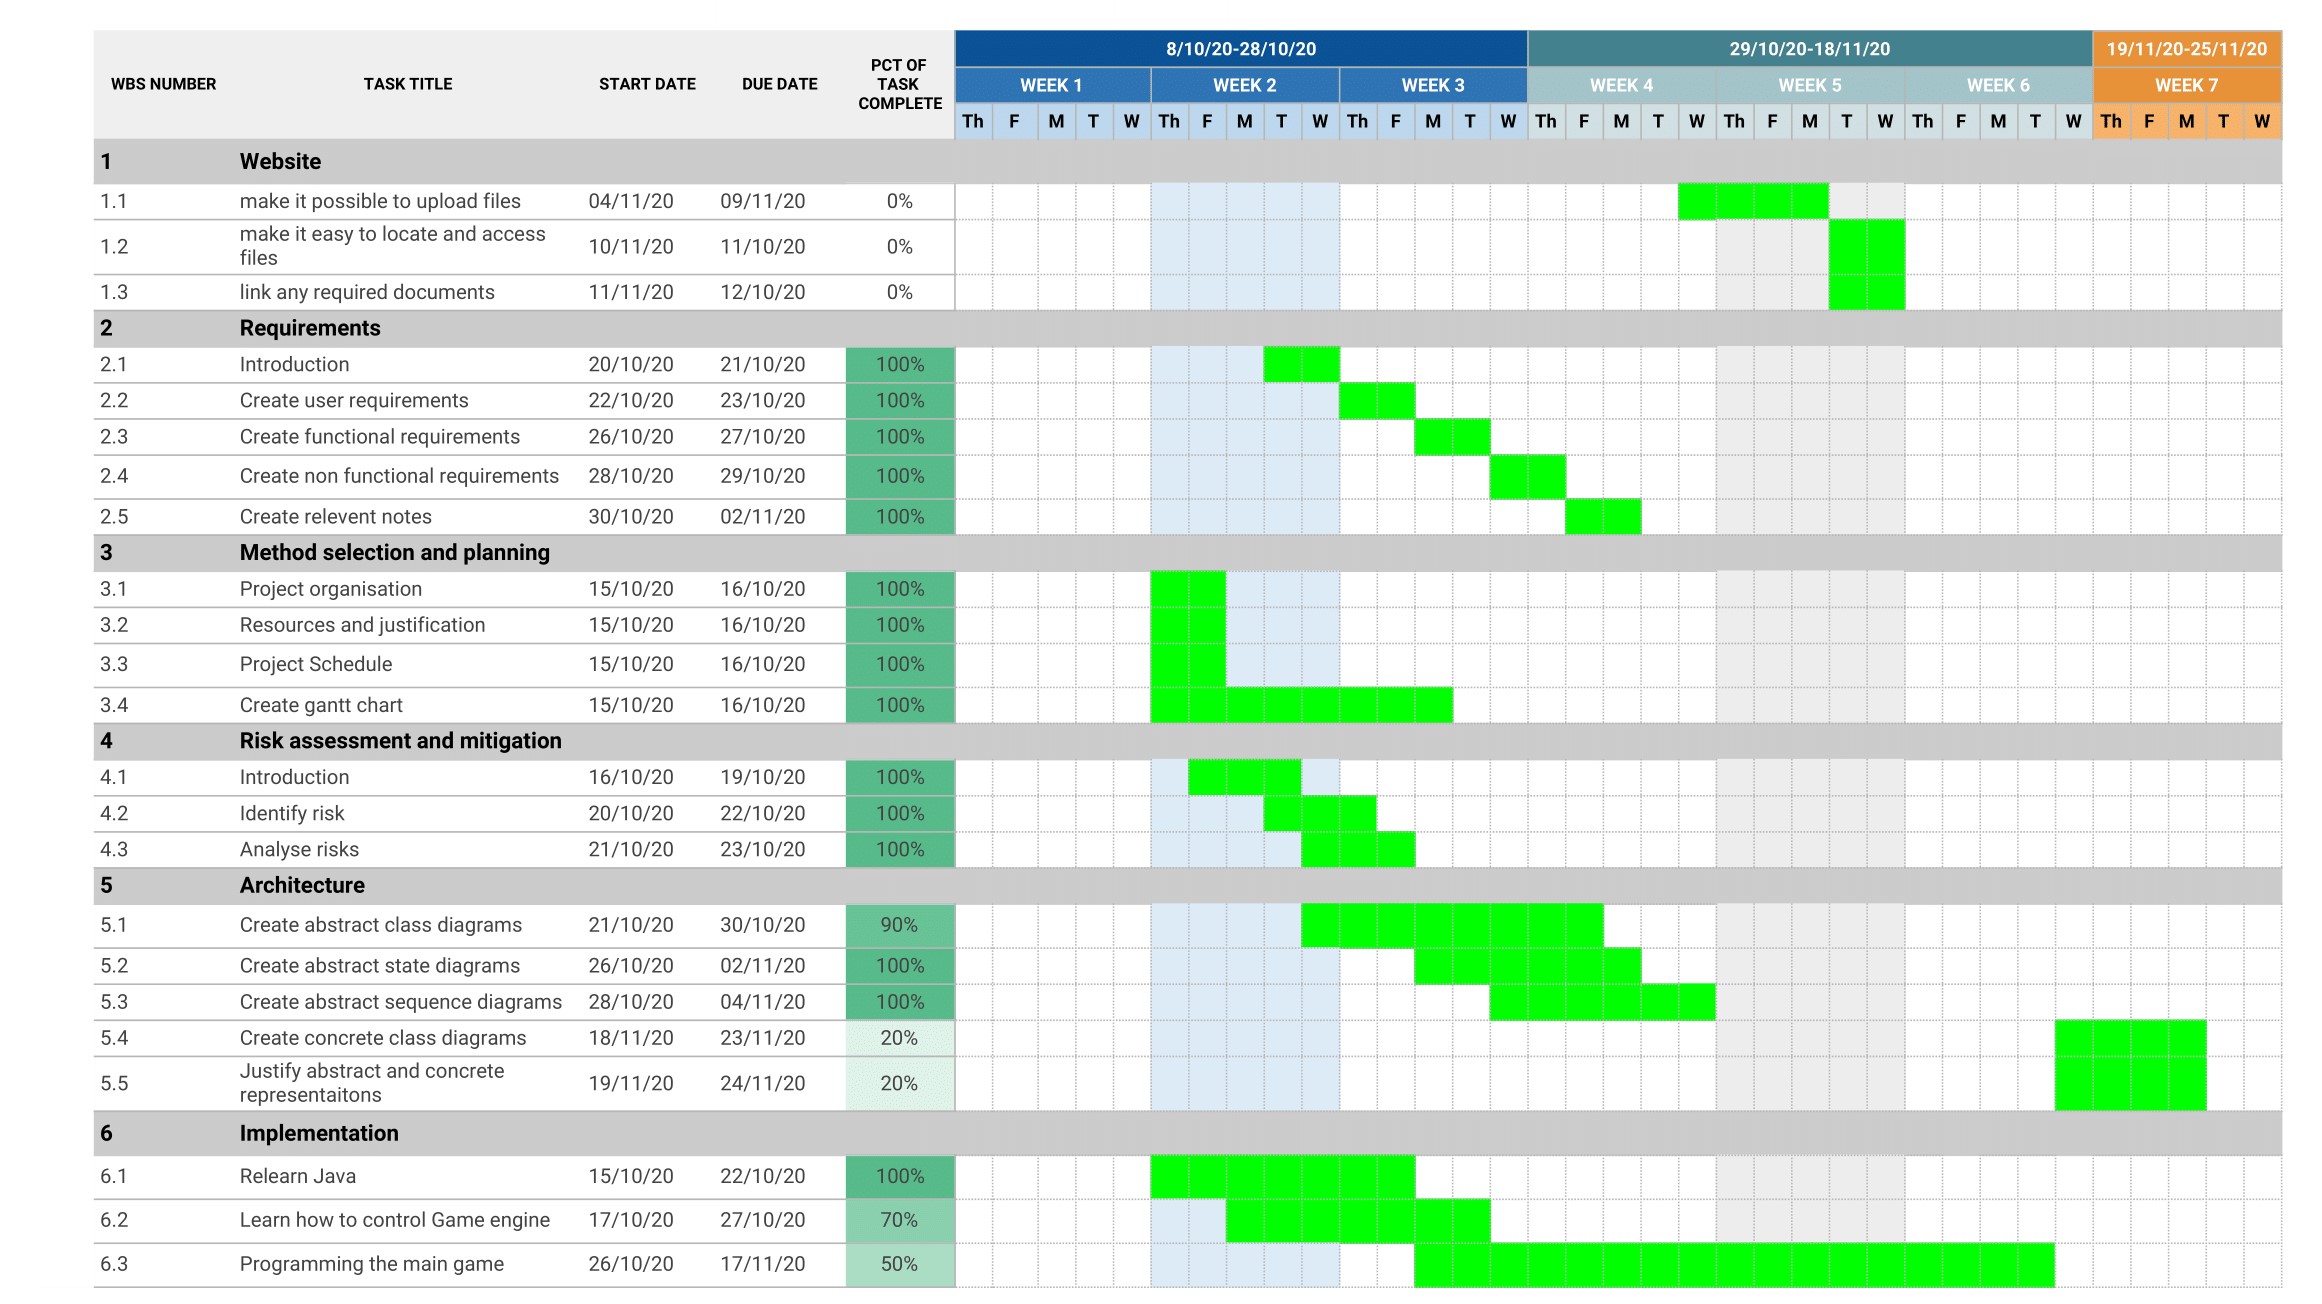 8/10/20-28/10/20 29/10/20-18/11/20 19/11/20-25/11/20
WBS NUMBER TASK TITLE START DATE DUE DATE PCT OF
TASK
COMPLETE
WEEK 1 WEEK 2 WEEK 3 WEEK 4 WEEK 5 WEEK 6 WEEK 7
Th F M T W Th F M T W Th F M T W Th F M T W Th F M T W Th F M T W Th F M T W
1 Website
1.1 make it possible to upload files 04/11/20 09/11/20 0%
1.2 make it easy to locate and access
files 10/11/20 11/10/20 0%
1.3 link any required documents 11/11/20 12/10/20 0%
2 Requirements
2.1 Introduction 20/10/20 21/10/20 100%
2.2 Create user requirements 22/10/20 23/10/20 100%
2.3 Create functional requirements 26/10/20 27/10/20 100%
2.4 Create non functional requirements 28/10/20 29/10/20 100%
2.5 Create relevent notes 30/10/20 02/11/20 100%
3 Method selection and planning
3.1 Project organisation 15/10/20 16/10/20 100%
3.2 Resources and justification 15/10/20 16/10/20 100%
3.3 Project Schedule 15/10/20 16/10/20 100%
3.4 Create gantt chart 15/10/20 16/10/20 100%
4 Risk assessment and mitigation
4.1 Introduction 16/10/20 19/10/20 100%
4.2 Identify risk 20/10/20 22/10/20 100%
4.3 Analyse risks 21/10/20 23/10/20 100%
5 Architecture
5.1 Create abstract class diagrams 21/10/20 30/10/20 90%
5.2 Create abstract state diagrams 26/10/20 02/11/20 100%
5.3 Create abstract sequence diagrams 28/10/20 04/11/20 100%
5.4 Create concrete class diagrams 18/11/20 23/11/20 20%
5.5 Justify abstract and concrete
representaitons 19/11/20 24/11/20 20%
6 Implementation
6.1 Relearn Java 15/10/20 22/10/20 100%
6.2 Learn how to control Game engine 17/10/20 27/10/20 70%
6.3 Programming the main game 26/10/20 17/11/20 50%